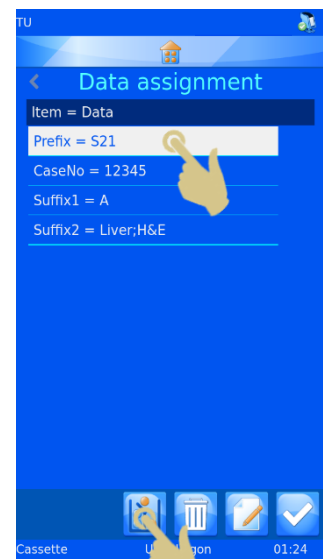 TU
Data assignment
Item = Data
Prefix = S21
CaseNo = 12345
Suffix1 = A
Suffix2 = Liver;H&E
Cassette
01:24